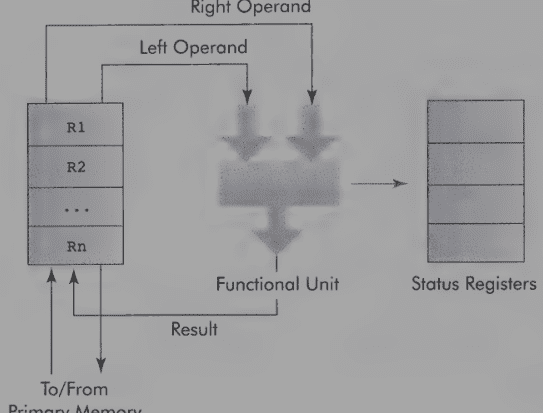 Right Operand
Left Operand
R1
R2
...
Rn
Functional Unit
Status Registers
Result
To/From
Primary Memory